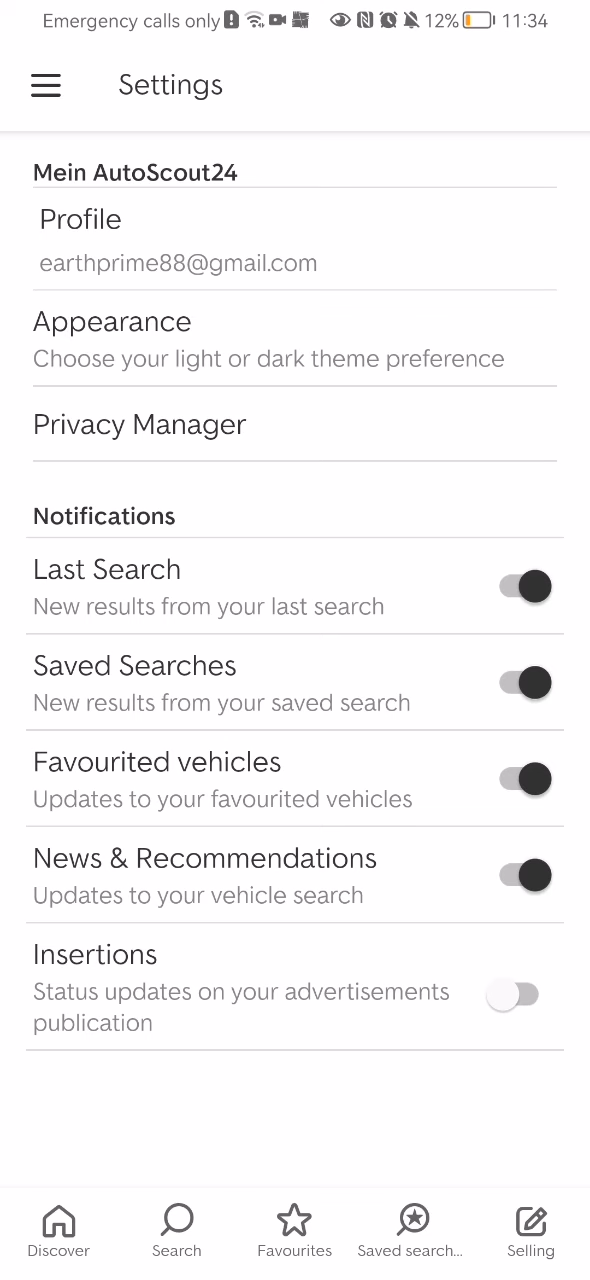 Emergency calls only 12% 11:34
Settings
Mein AutoScout24
Profile
earthprime88@gmail.com
Appearance
Choose your light or dark theme preference
Privacy Manager
Notifications
Last Search
New results from your last search
Saved Searches
New results from your saved search
Favourited vehicles
Updates to your favourited vehicles
News & Recommendations
Updates to your vehicle search
Insertions
Status updates on your advertisements
publication
Discover Search Favourites Saved search... Selling